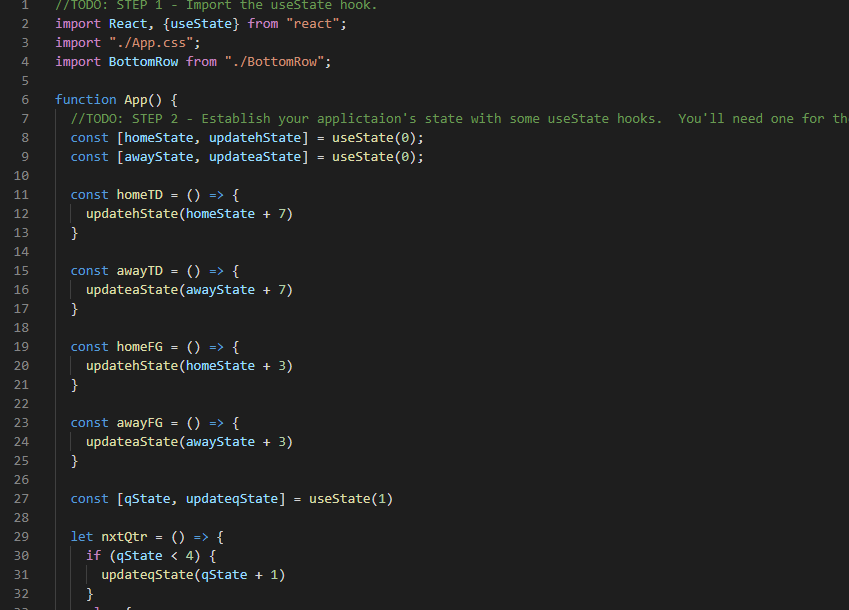 1 //TODO: STEP 1 - Import the useState hook.
2 import React, {useState} from "react";
3 import "./App.css";
4 import BottomRow from "./BottomRow";
5
6 function App() {
7 //TODO: STEP 2 - Establish your applictaion's state with some useState hooks.  You'll need one for the
8 const [homeState, updatehState] = useState(0);
9 const [awayState, updateaState] = useState(0);
10
11 const homeTD = () => {
12 updatehState(homeState + 7)
13 }
14
15 const awayTD = () => {
16 updateaState(awayState + 7)
17 }
18
19 const homeFG = () => {
20 updatehState(homeState + 3)
21 }
22
23 const awayFG = () => {
24 updateaState(awayState + 3)
25 }
26
27 const [qState, updateqState] = useState(1)
28
29 let nxtQtr = () => {
30 if (qState < 4) {
31 updateqState(qState + 1)
32 }